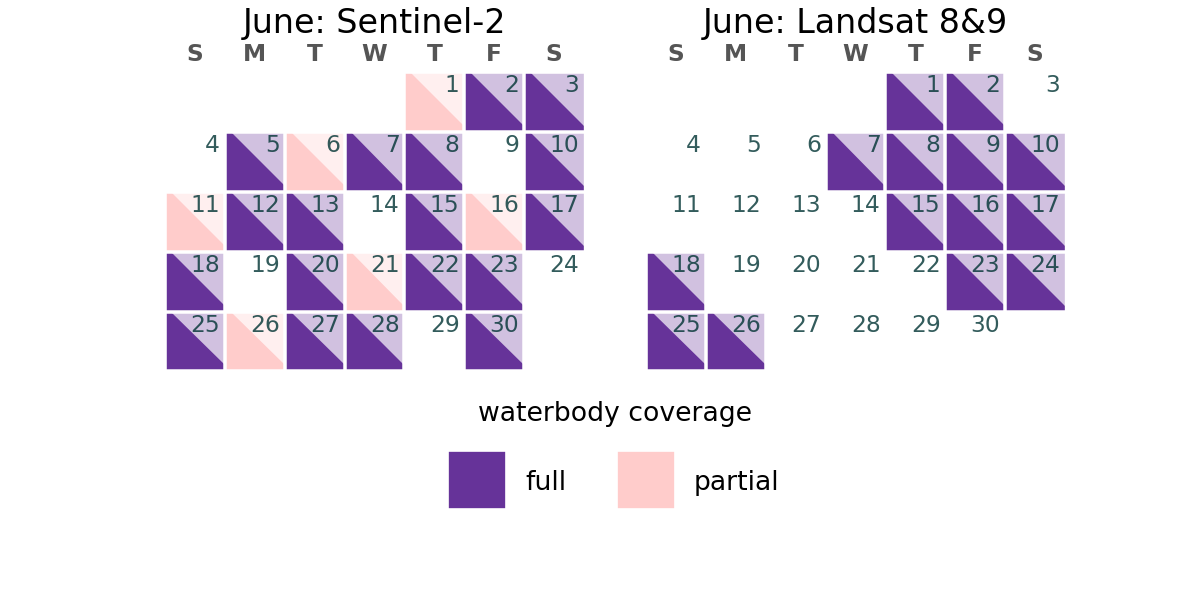 June: Sentinel-2
S M T W T F S
1 2 3
4 5 6 7 8 9 10
11 12 13 14 15 16 17
18 19 20 21 22 23 24
25 26 27 28 29 30
June: Landsat 8&9
S M T W T F S
1 2 3
4 5 6 7 8 9 10
11 12 13 14 15 16 17
18 19 20 21 22 23 24
25 26 27 28 29 30
waterbody coverage
full partial